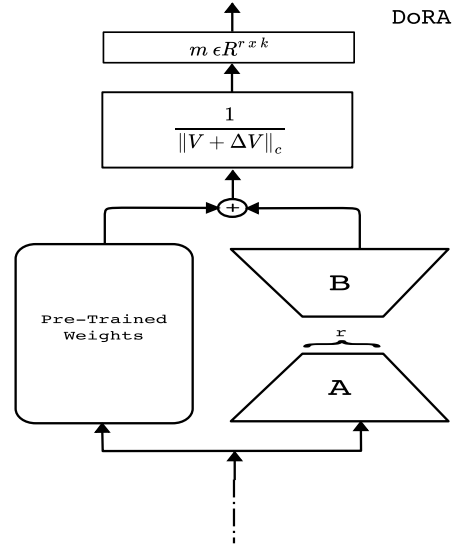 DoRA
m ϵR^{r x k}
1
‖V + ΔV‖_c
+
Pre-Trained
Weights
B
r
A